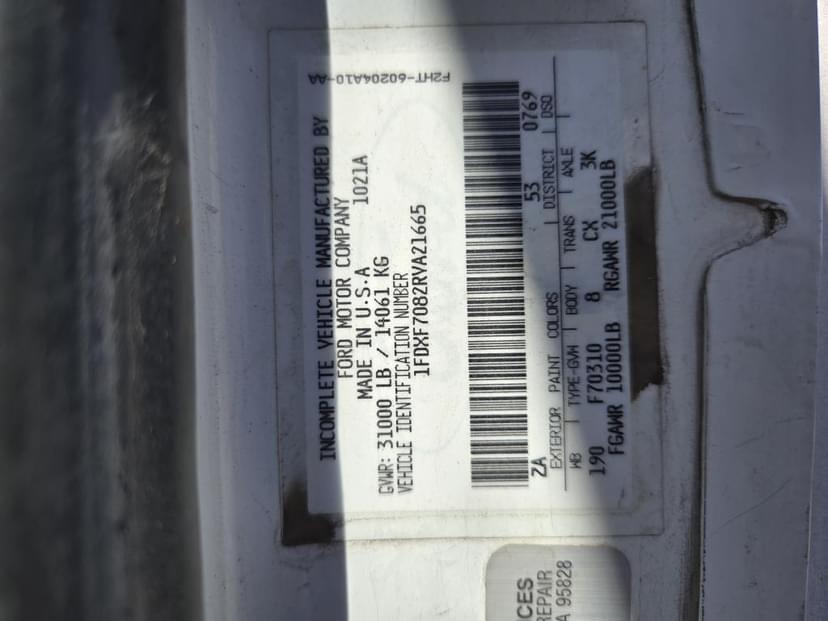 INCOMPLETE VEHICLE MANUFACTURED BY
FORD MOTOR COMPANY
MADE IN U.S.A 1021A
GVWR: 31000 LB / 14061 KG
VEHICLE IDENTIFICATION NUMBER
1FDXF7082RVA21665
F2HT-60204A10-AA
53 0769
ZA
EXTERIOR PAINT COLORS DISTRICT DSO
WB TYPE-GVW BODY TRANS AXLE
190 F70310 8 CX 3K
FGAWR 10000LB RGAWR 21000LB
CES
REPAIR
A 95828